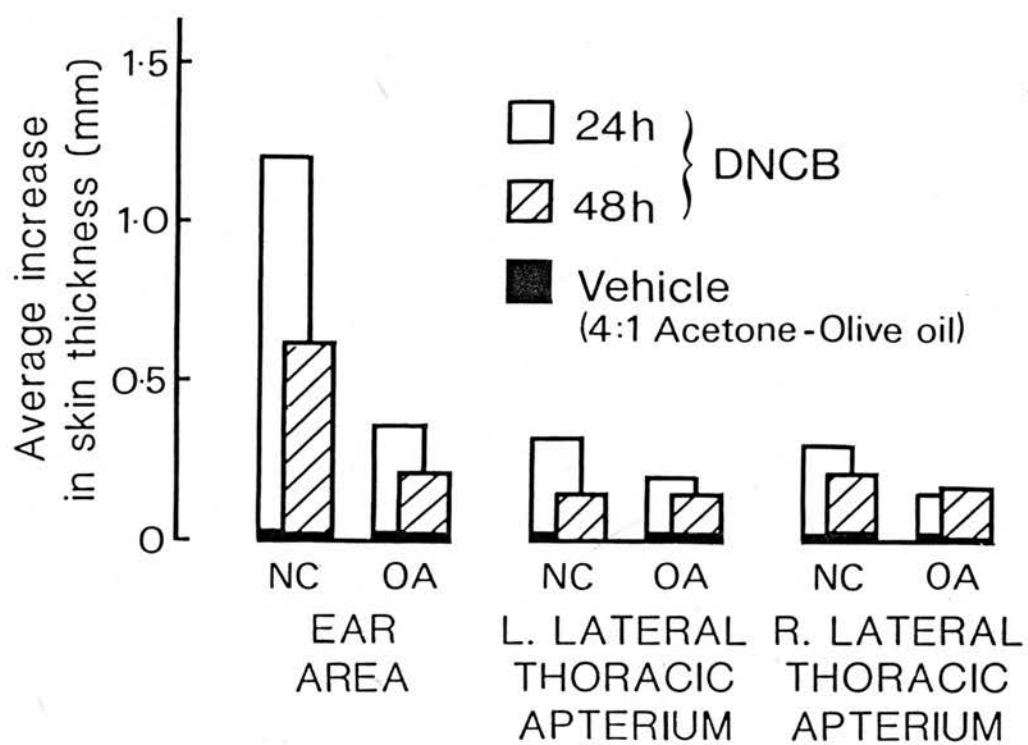 Average increase
in skin thickness (mm)
1·5
1·0
0·5
0
24h
48h
DNCB
Vehicle
(4:1 Acetone-Olive oil)
NC OA NC OA NC OA
EAR
AREA
L. LATERAL
THORACIC
APTERIUM
R. LATERAL
THORACIC
APTERIUM